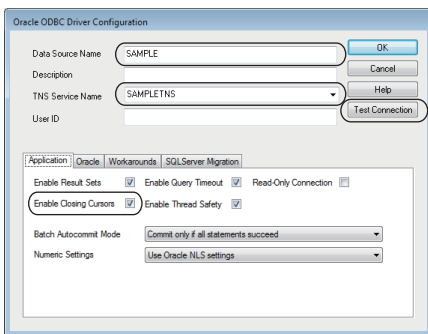 Oracle ODBC Driver Configuration
Data Source Name SAMPLE OK
Description Cancel
TNS Service Name SAMPLETNS Help
User ID Test Connection
Application Oracle Workarounds SQLServer Migration
Enable Result Sets Enable Query Timeout Read-Only Connection
Enable Closing Cursors Enable Thread Safety
Batch Autocommit Mode Commit only if all statements succeed
Numeric Settings Use Oracle NLS settings